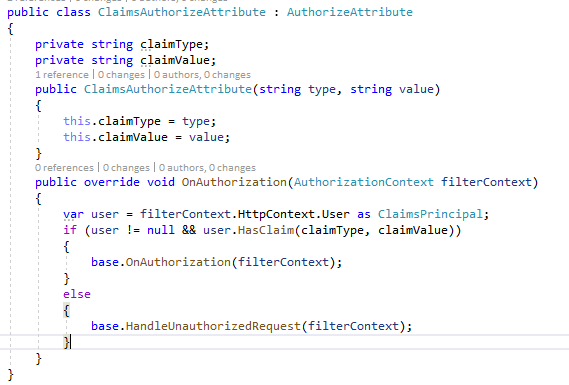 public class ClaimsAuthorizeAttribute : AuthorizeAttribute
{
    private string claimType;
    private string claimValue;
    1 reference | 0 changes | 0 authors, 0 changes
    public ClaimsAuthorizeAttribute(string type, string value)
    {
        this.claimType = type;
        this.claimValue = value;
    }
    0 references | 0 changes | 0 authors, 0 changes
    public override void OnAuthorization(AuthorizationContext filterContext)
    {
        var user = filterContext.HttpContext.User as ClaimsPrincipal;
        if (user != null && user.HasClaim(claimType, claimValue))
        {
            base.OnAuthorization(filterContext);
        }
        else
        {
            base.HandleUnauthorizedRequest(filterContext);
        }
    }
}